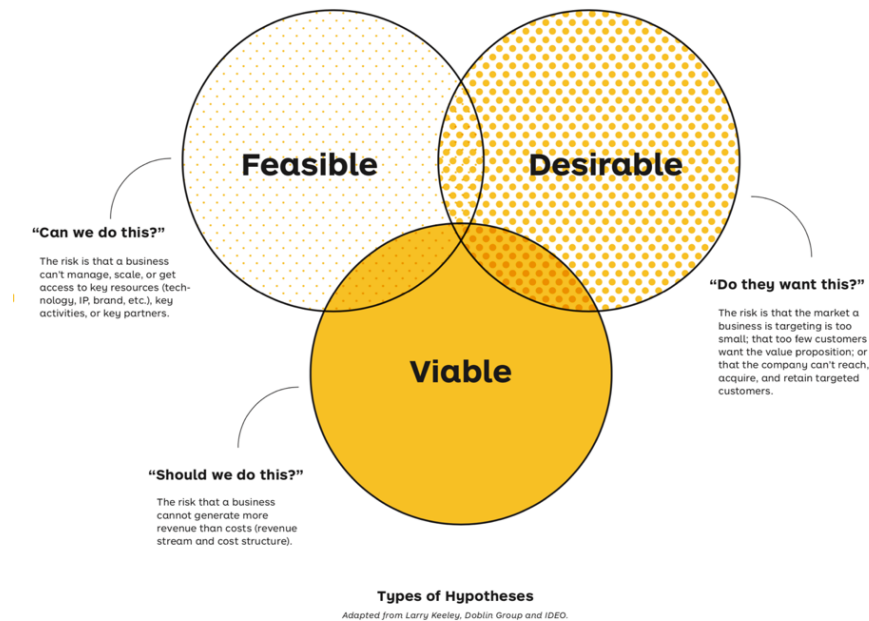 Feasible
Desirable
“Can we do this?”
The risk is that a business
can’t manage, scale, or get
access to key resources (tech-
nology, IP, brand, etc.), key
activities, or key partners.
“Do they want this?”
The risk is that the market a
business is targeting is too
small; that too few customers
want the value proposition; or
that the company can’t reach,
acquire, and retain targeted
customers.
Viable
“Should we do this?”
The risk that a business
cannot generate more
revenue than costs (revenue
stream and cost structure).
Types of Hypotheses
Adapted from Larry Keeley, Doblin Group and IDEO.